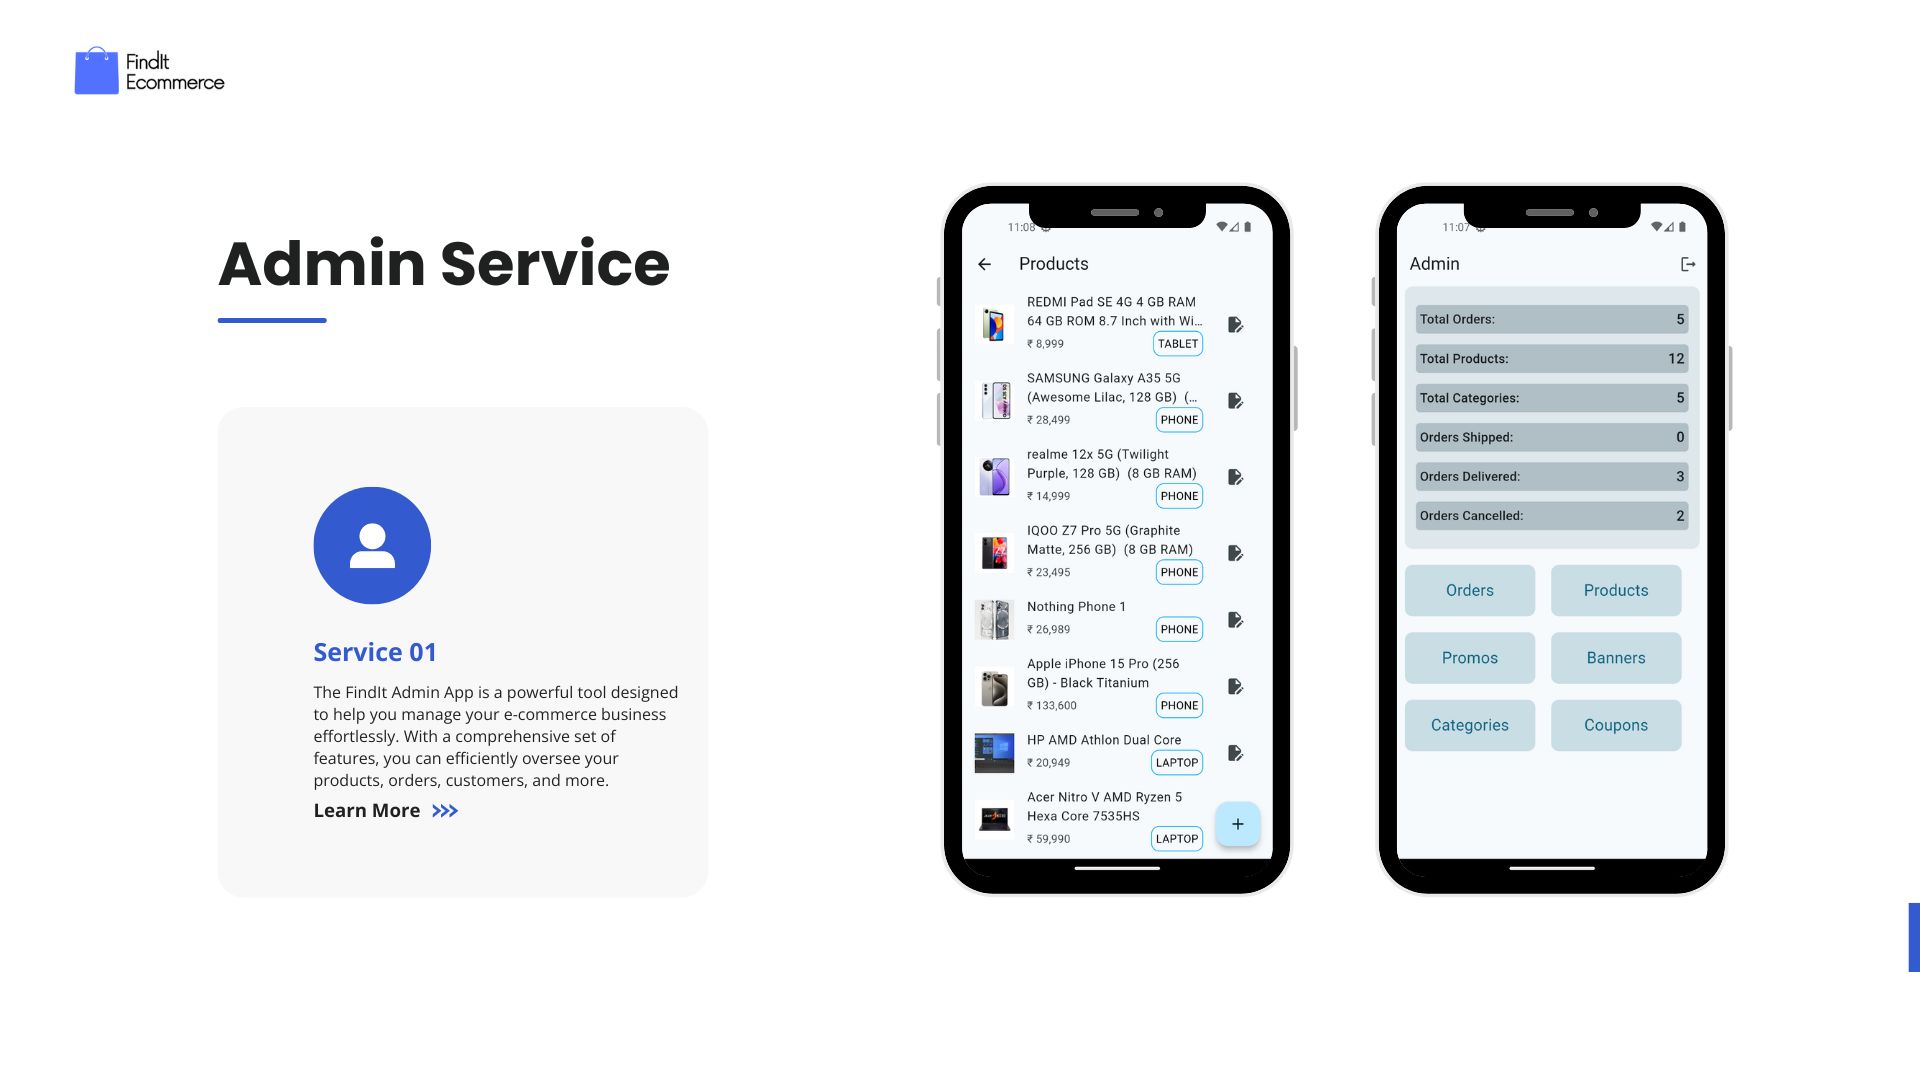 FindIt
Ecommerce
Admin Service
Service 01
The FindIt Admin App is a powerful tool designed
to help you manage your e-commerce business
effortlessly. With a comprehensive set of
features, you can efficiently oversee your
products, orders, customers, and more.
Learn More
11:08
Products
REDMI Pad SE 4G 4 GB RAM
64 GB ROM 8.7 Inch with Wi...
₹ 8,999
TABLET
SAMSUNG Galaxy A35 5G
(Awesome Lilac, 128 GB)  (...
₹ 28,499
PHONE
realme 12x 5G (Twilight
Purple, 128 GB)  (8 GB RAM)
₹ 14,999
PHONE
IQOO Z7 Pro 5G (Graphite
Matte, 256 GB)  (8 GB RAM)
₹ 23,495
PHONE
Nothing Phone 1
₹ 26,989
PHONE
Apple iPhone 15 Pro (256
GB) - Black Titanium
₹ 133,600
PHONE
HP AMD Athlon Dual Core
₹ 20,949
LAPTOP
Acer Nitro V AMD Ryzen 5
Hexa Core 7535HS
₹ 59,990
LAPTOP
+
11:07
Admin
Total Orders: 5
Total Products: 12
Total Categories: 5
Orders Shipped: 0
Orders Delivered: 3
Orders Cancelled: 2
Orders
Products
Promos
Banners
Categories
Coupons